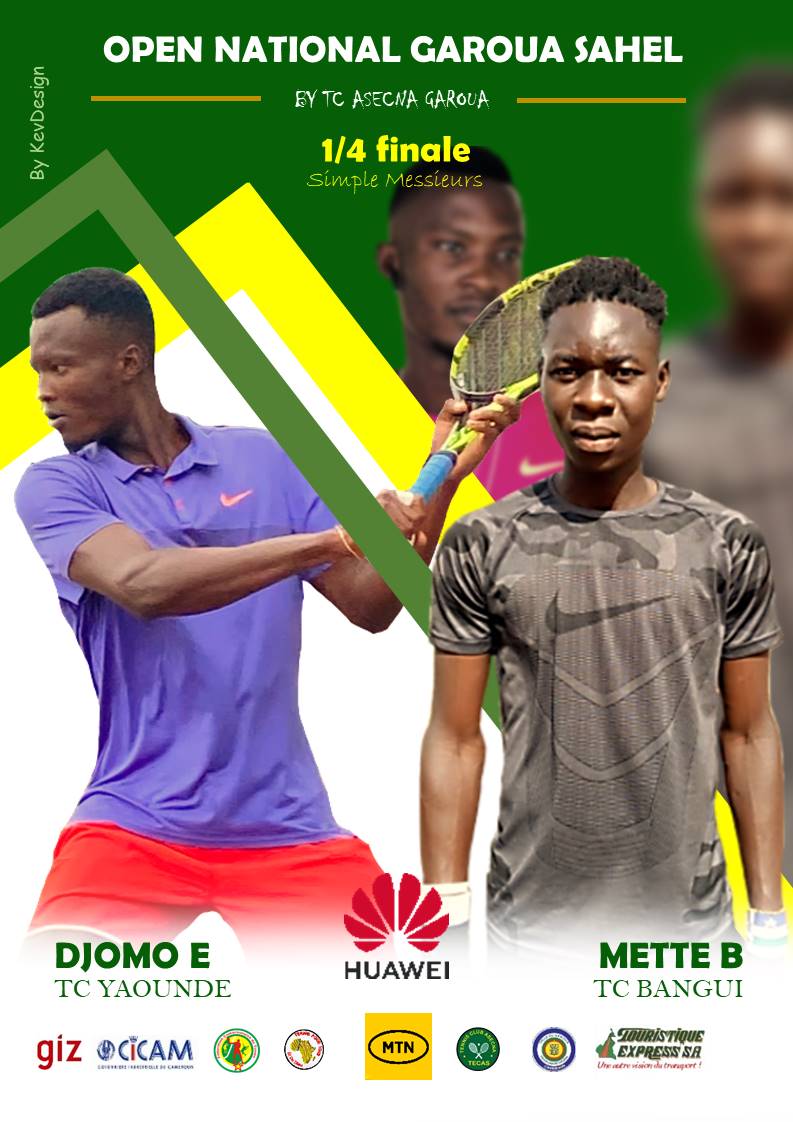 OPEN NATIONAL GAROUA SAHEL
BY TC ASECNA GAROUA
By KevDesign
1/4 finale
Simple Messieurs
DJOMO E
TC YAOUNDE
HUAWEI
METTE B
TC BANGUI
giz
CICAM
MTN
TECAS
TOURISTIQUE
EXPRESS S.A
Une autre vision du transport !